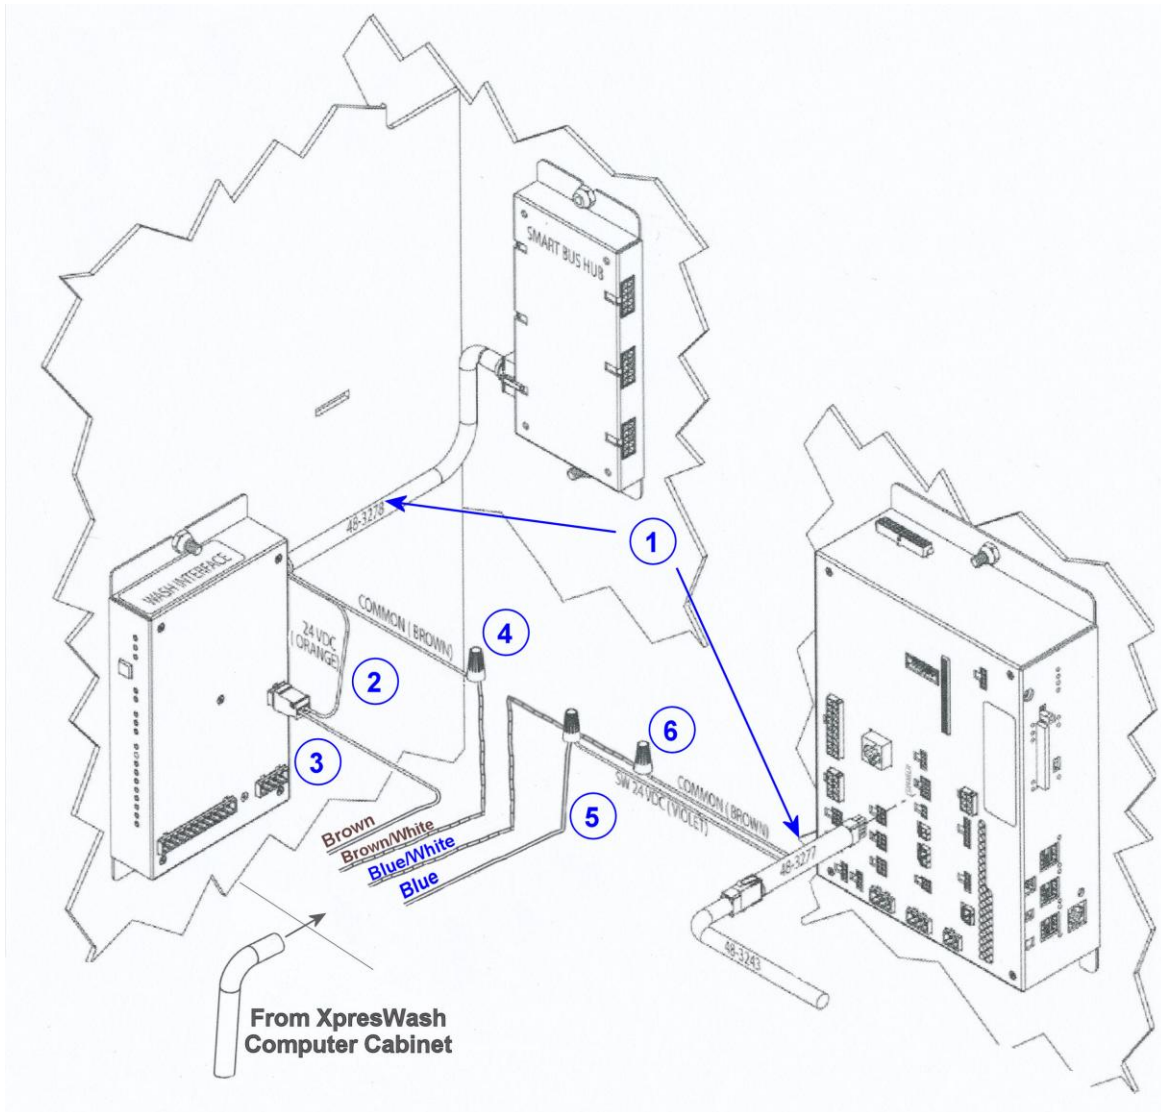 SMART BUS HUB
48-3278
1
WASH INTERFACE
COMMON ( BROWN)
24 VDC
( ORANGE)
4
2
6
3
COMMON (BROWN)
SW 24 VDC (VIOLET)
5
Brown
Brown/White
Blue/White
Blue
48-3277
48-3243
From XpresWash
Computer Cabinet